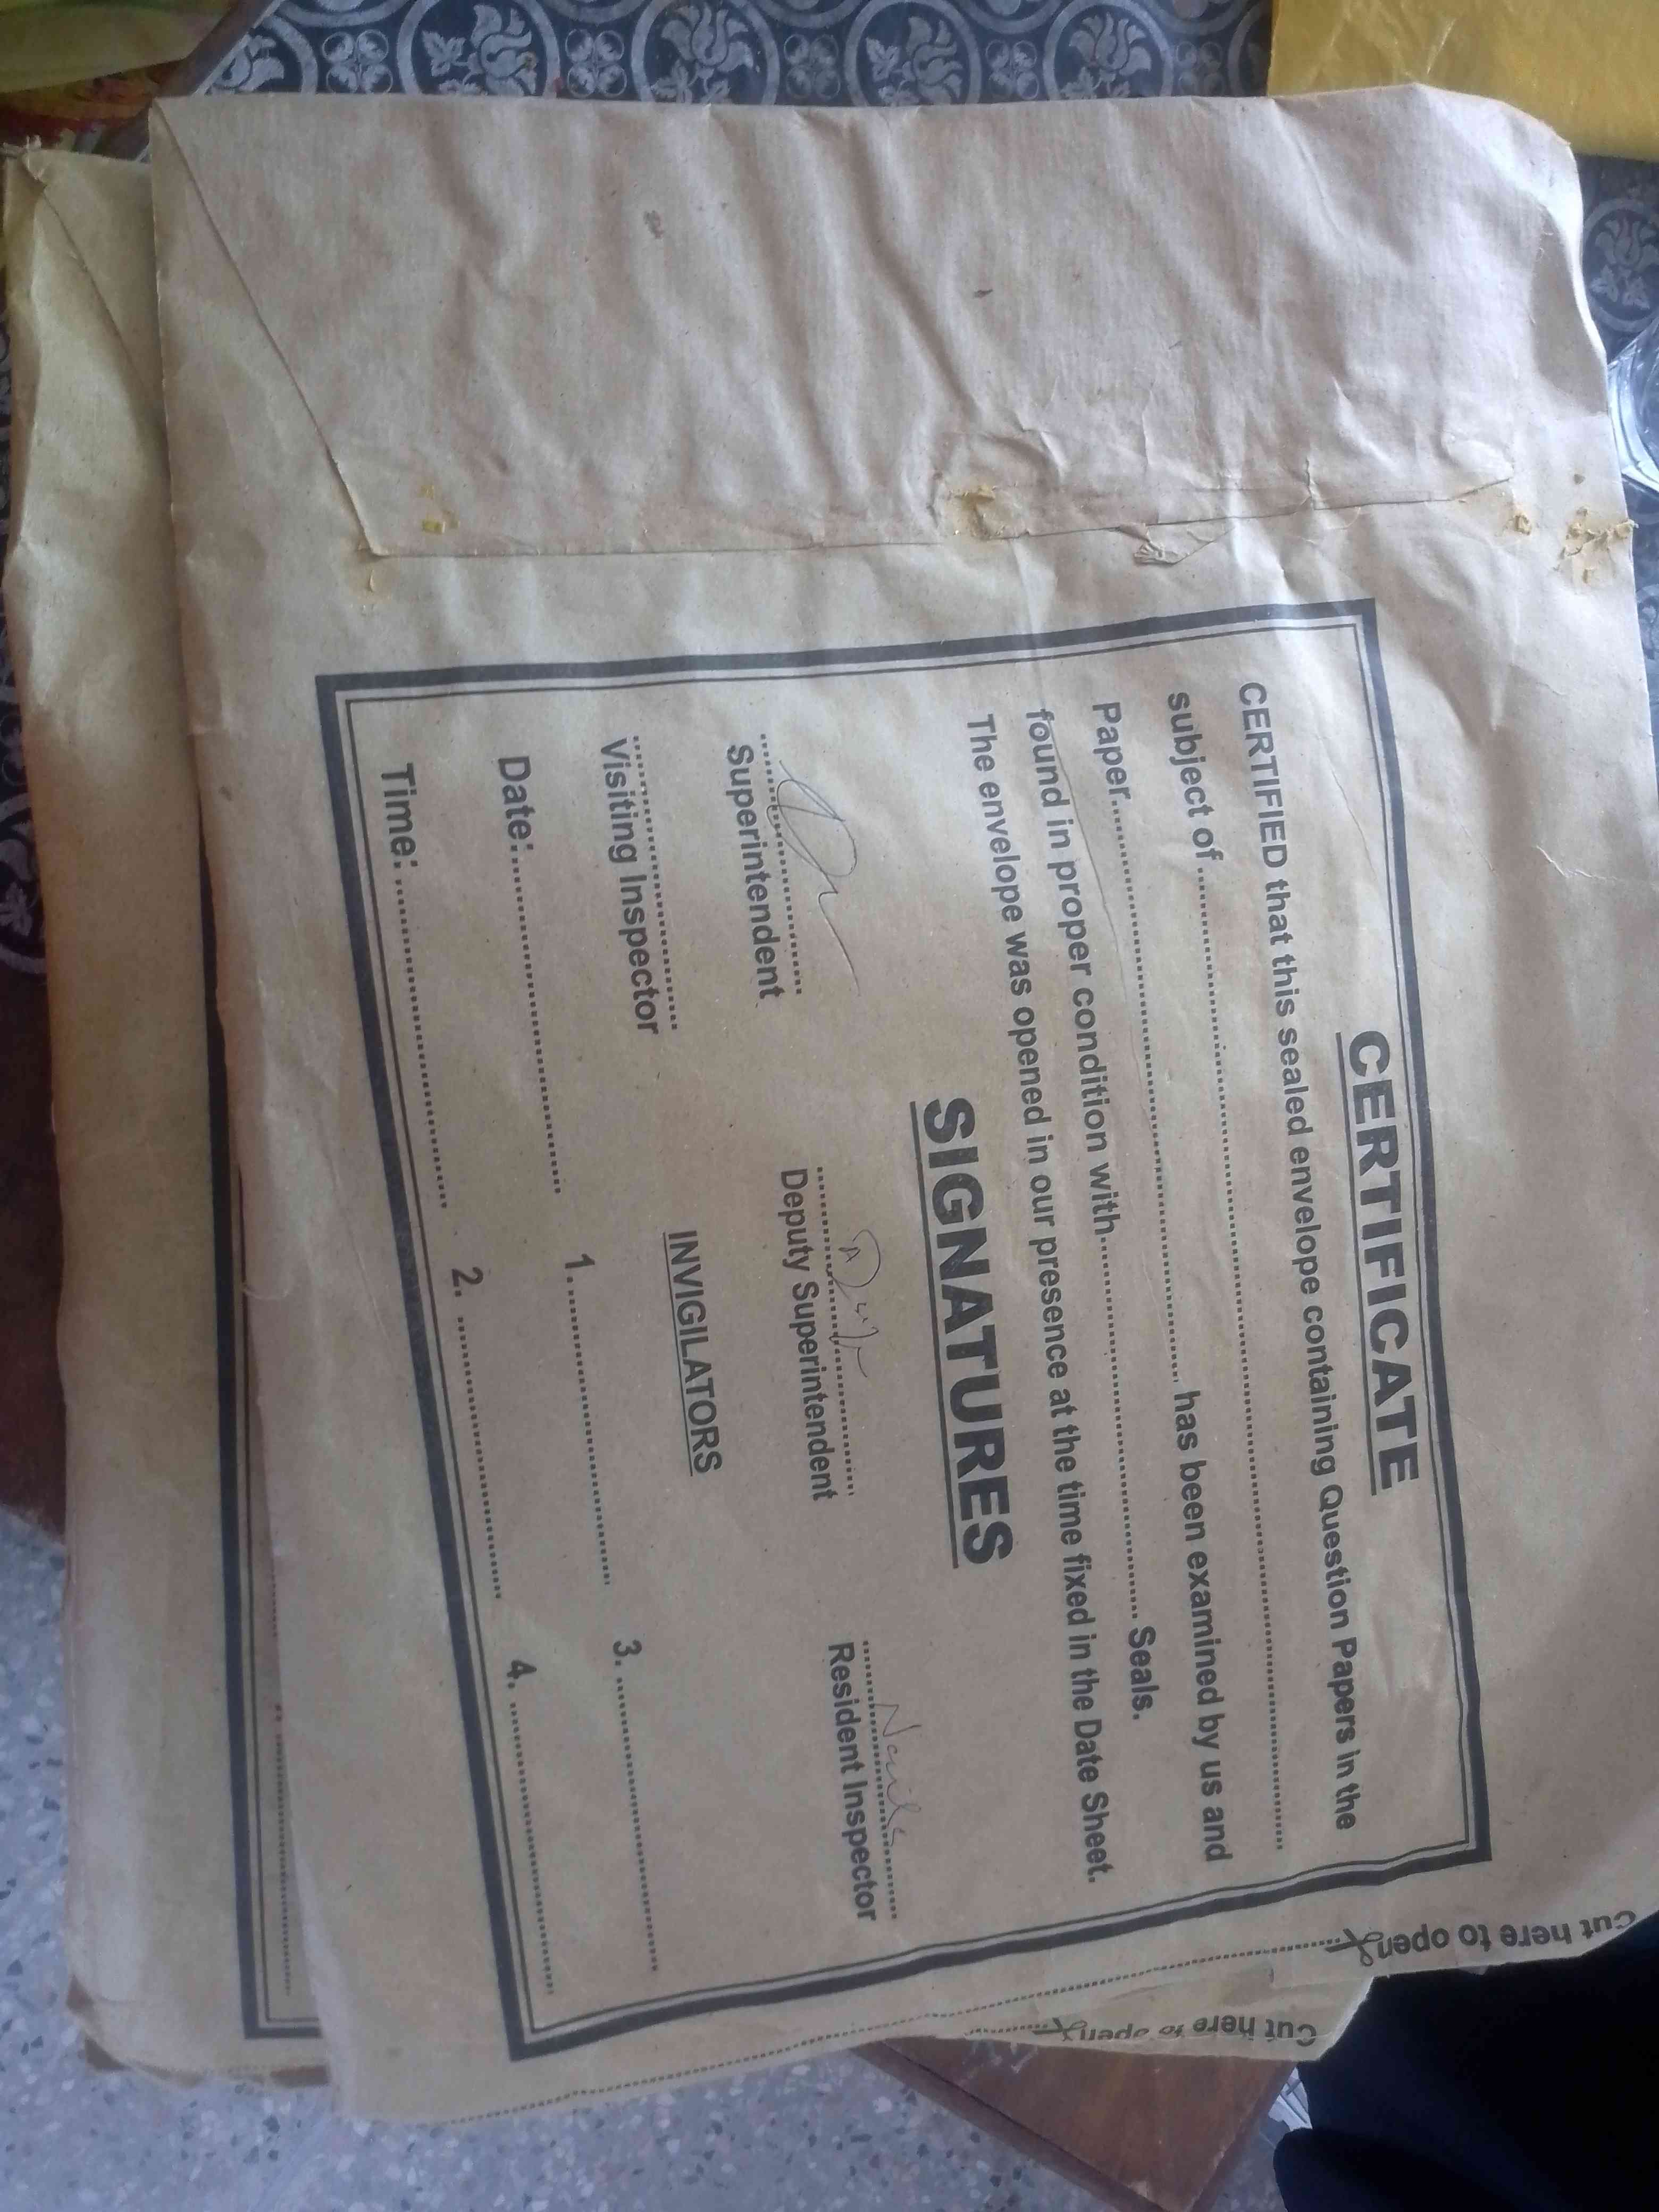 CERTIFICATE
CERTIFIED that this sealed envelope containing Question Papers in the
subject of ................................................
Paper................................ has been examined by us and
found in proper condition with................................ Seals.
The envelope was opened in our presence at the time fixed in the Date Sheet.
SIGNATURES
Superintendent
Deputy Superintendent
Resident Inspector
Visiting Inspector
INVIGILATORS
Date:................................
1.................................
3. ................................
Time: ................................
2. ................................
4. ................................
Cut here to open
Cut here to open